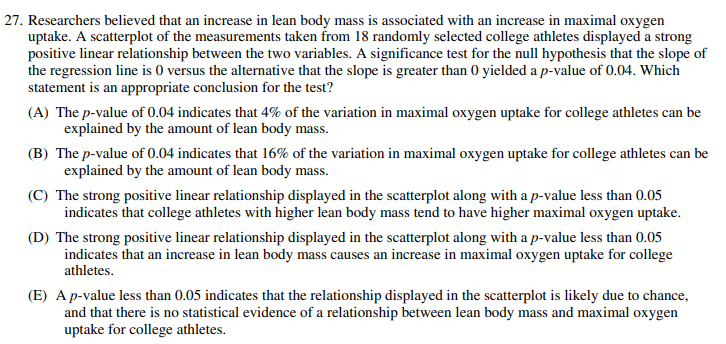 27. Researchers believed that an increase in lean body mass is associated with an increase in maximal oxygen
uptake. A scatterplot of the measurements taken from 18 randomly selected college athletes displayed a strong
positive linear relationship between the two variables. A significance test for the null hypothesis that the slope of
the regression line is 0 versus the alternative that the slope is greater than 0 yielded a p-value of 0.04. Which
statement is an appropriate conclusion for the test?
(A) The p-value of 0.04 indicates that 4% of the variation in maximal oxygen uptake for college athletes can be
explained by the amount of lean body mass.
(B) The p-value of 0.04 indicates that 16% of the variation in maximal oxygen uptake for college athletes can be
explained by the amount of lean body mass.
(C) The strong positive linear relationship displayed in the scatterplot along with a p-value less than 0.05
indicates that college athletes with higher lean body mass tend to have higher maximal oxygen uptake.
(D) The strong positive linear relationship displayed in the scatterplot along with a p-value less than 0.05
indicates that an increase in lean body mass causes an increase in maximal oxygen uptake for college
athletes.
(E) A p-value less than 0.05 indicates that the relationship displayed in the scatterplot is likely due to chance,
and that there is no statistical evidence of a relationship between lean body mass and maximal oxygen
uptake for college athletes.